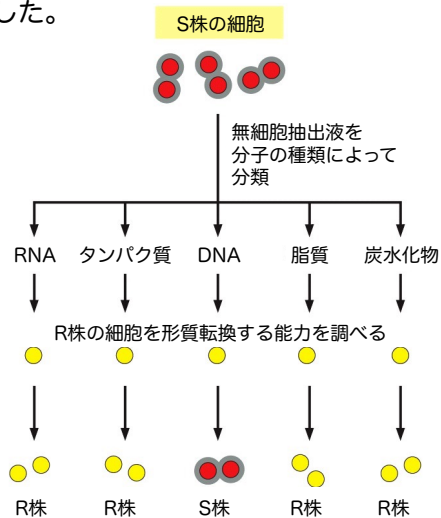 した。
S株の細胞
無細胞抽出液を
分子の種類によって
分類
RNA タンパク質 DNA 脂質 炭水化物
R株の細胞を形質転換する能力を調べる
R株 R株 S株 R株 R株